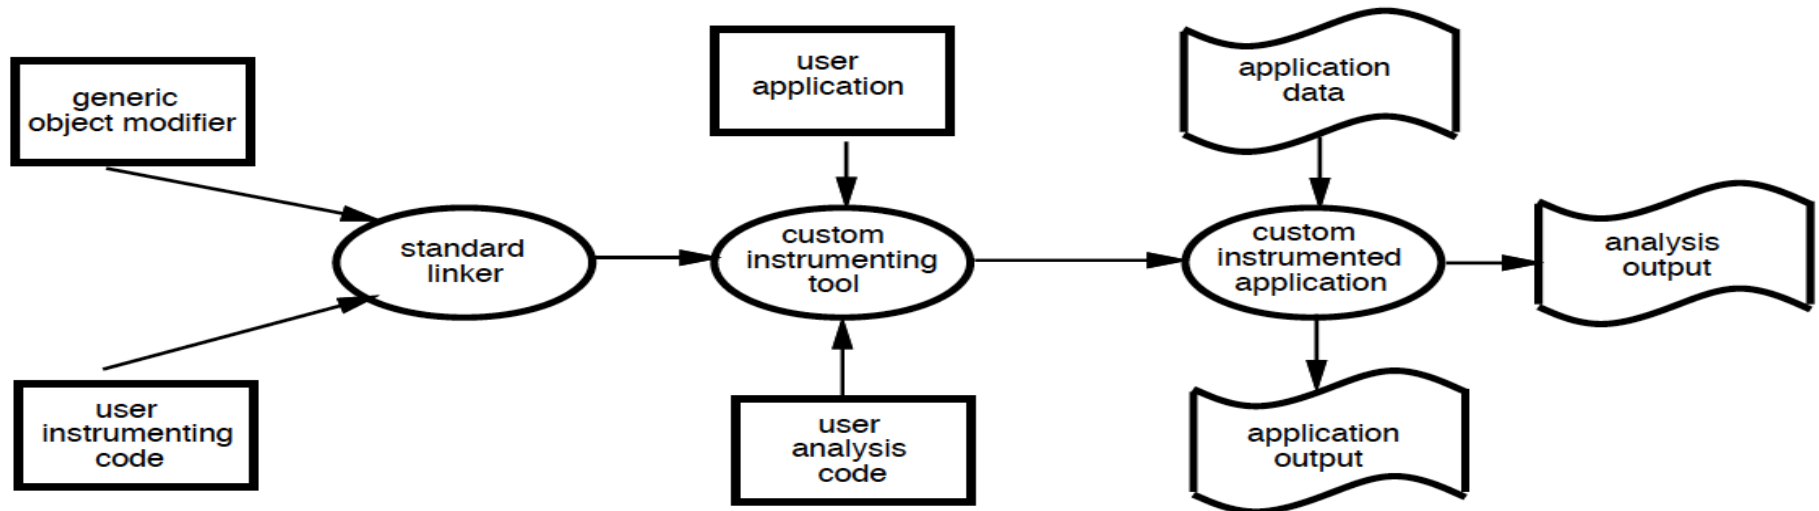 generic
object modifier
user
instrumenting
code
standard
linker
user
application
custom
instrumenting
tool
user
analysis
code
application
data
custom
instrumented
application
application
output
analysis
output